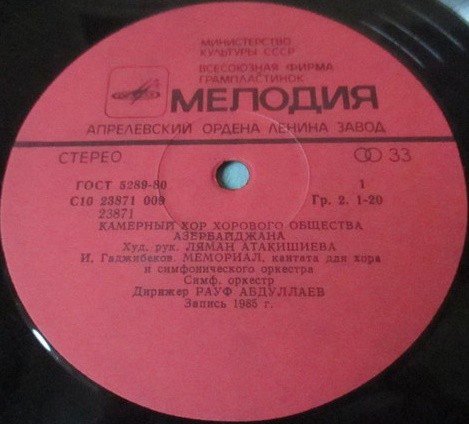 МИНИСТЕРСТВО
КУЛЬТУРЫ СССР
ВСЕСОЮЗНАЯ ФИРМА
ГРАМПЛАСТИНОК
МЕЛОДИЯ
АПРЕЛЕВСКИЙ ОРДЕНА ЛЕНИНА ЗАВОД
СТЕРЕО 33
ГОСТ 5289-80 1
С10 23871 009 Гр. 2. 1-20
23871
КАМЕРНЫЙ ХОР ХОРОВОГО ОБЩЕСТВА
АЗЕРБАЙДЖАНА
Худ. рук. ЛЯМАН АТАКИШИЕВА
И. Гаджибеков. МЕМОРИАЛ, кантата для хора
и симфонического оркестра
Симф. оркестр
Дирижер РАУФ АБДУЛЛАЕВ
Запись 1985 г.